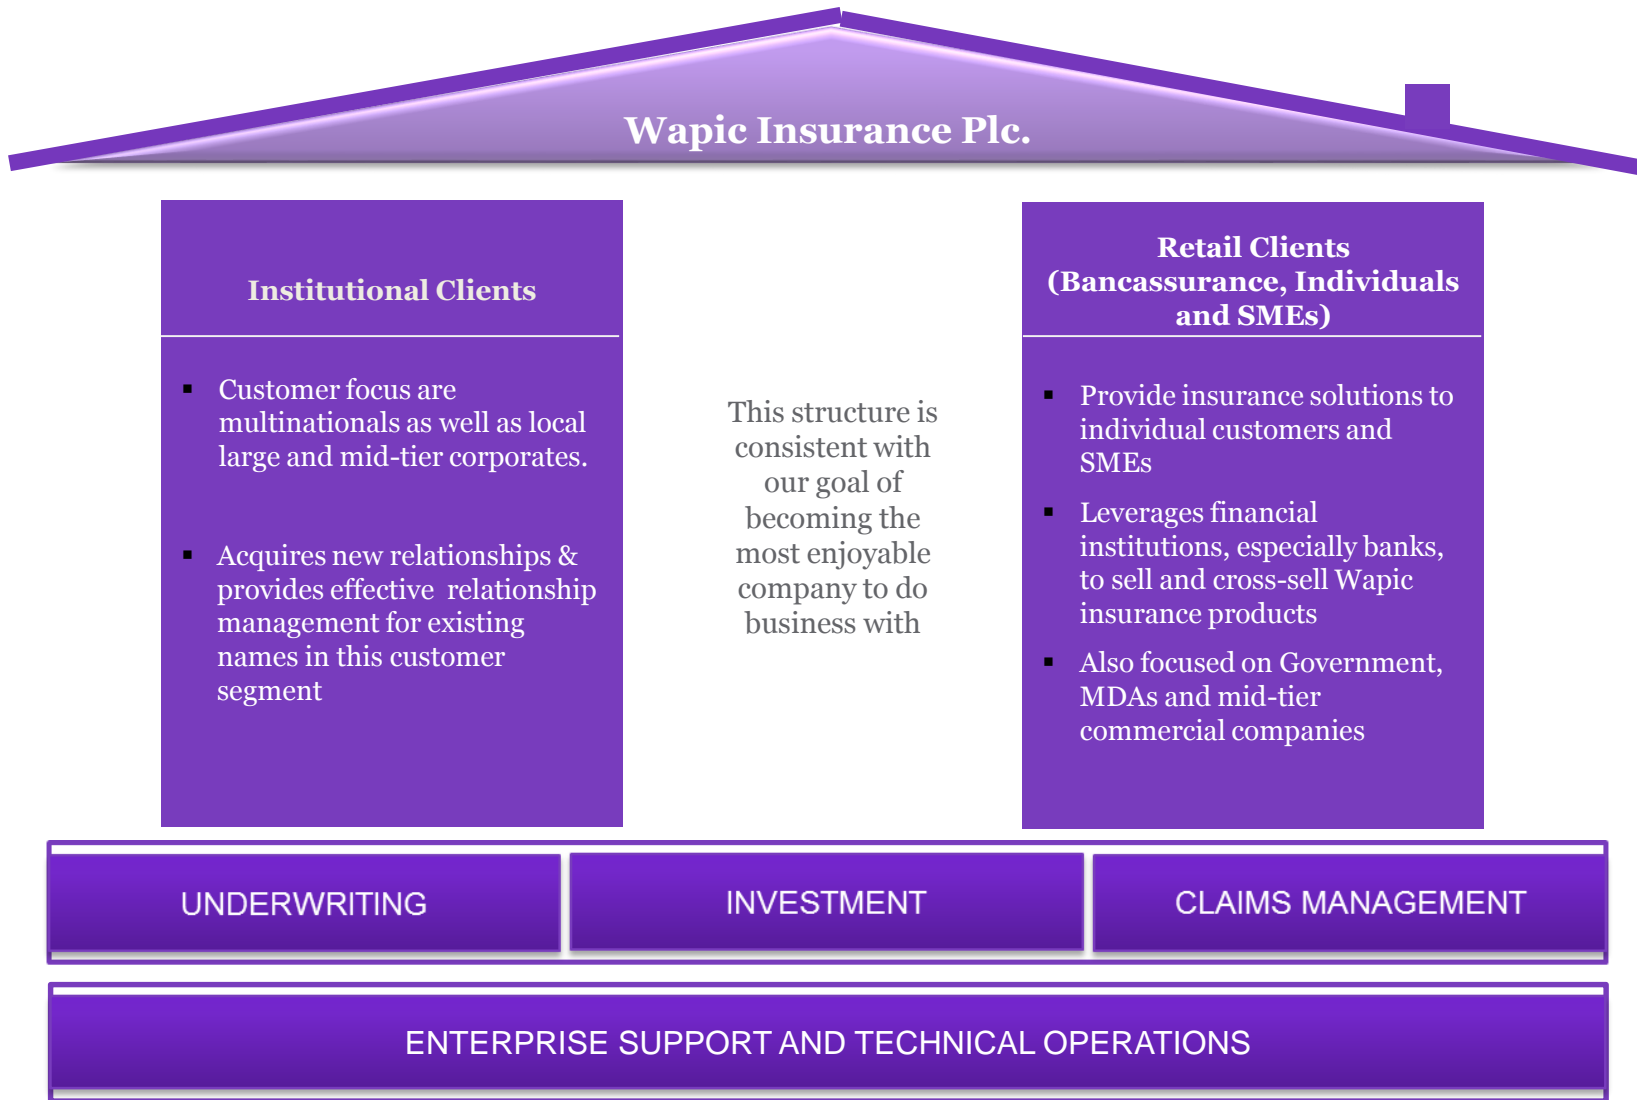 Wapic Insurance Plc.
Institutional Clients
▪ Customer focus are
multinationals as well as local
large and mid-tier corporates.
▪ Acquires new relationships &
provides effective relationship
management for existing
names in this customer
segment
This structure is
consistent with
our goal of
becoming the
most enjoyable
company to do
business with
Retail Clients
(Bancassurance, Individuals
and SMEs)
▪ Provide insurance solutions to
individual customers and
SMEs
▪ Leverages financial
institutions, especially banks,
to sell and cross-sell Wapic
insurance products
▪ Also focused on Government,
MDAs and mid-tier
commercial companies
UNDERWRITING
INVESTMENT
CLAIMS MANAGEMENT
ENTERPRISE SUPPORT AND TECHNICAL OPERATIONS